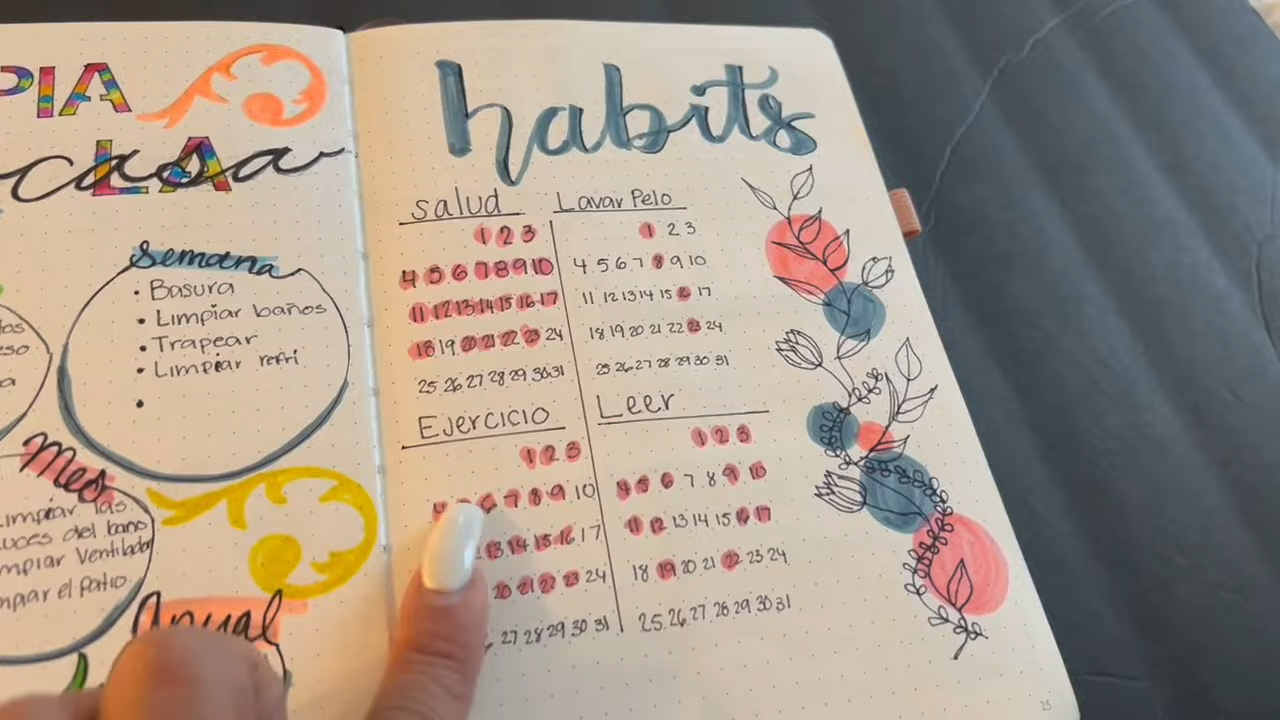 PIA
LA
casa
Semana
• Basura
• Limpiar baños
• Trapear
• Limpiar refri
•
Mes
Limpiar las
luces del baño
mpiar Ventilador
mpiar el patio
Anual
habits
salud
1 2 3
4 5 6 7 8 9 10
11 12 13 14 15 16 17
18 19 20 21 22 23 24
25 26 27 28 29 30 31
Lavar Pelo
1 2 3
4 5 6 7 8 9 10
11 12 13 14 15 16 17
18 19 20 21 22 23 24
25 26 27 28 29 30 31
Ejercicio
1 2 3
4 6 7 8 9 10
13 14 15 16 17
20 21 22 23 24
27 28 29 30 31
Leer
1 2 3
4 5 6 7 8 9 10
11 12 13 14 15 16 17
18 19 20 21 22 23 24
25 26 27 28 29 30 31
25